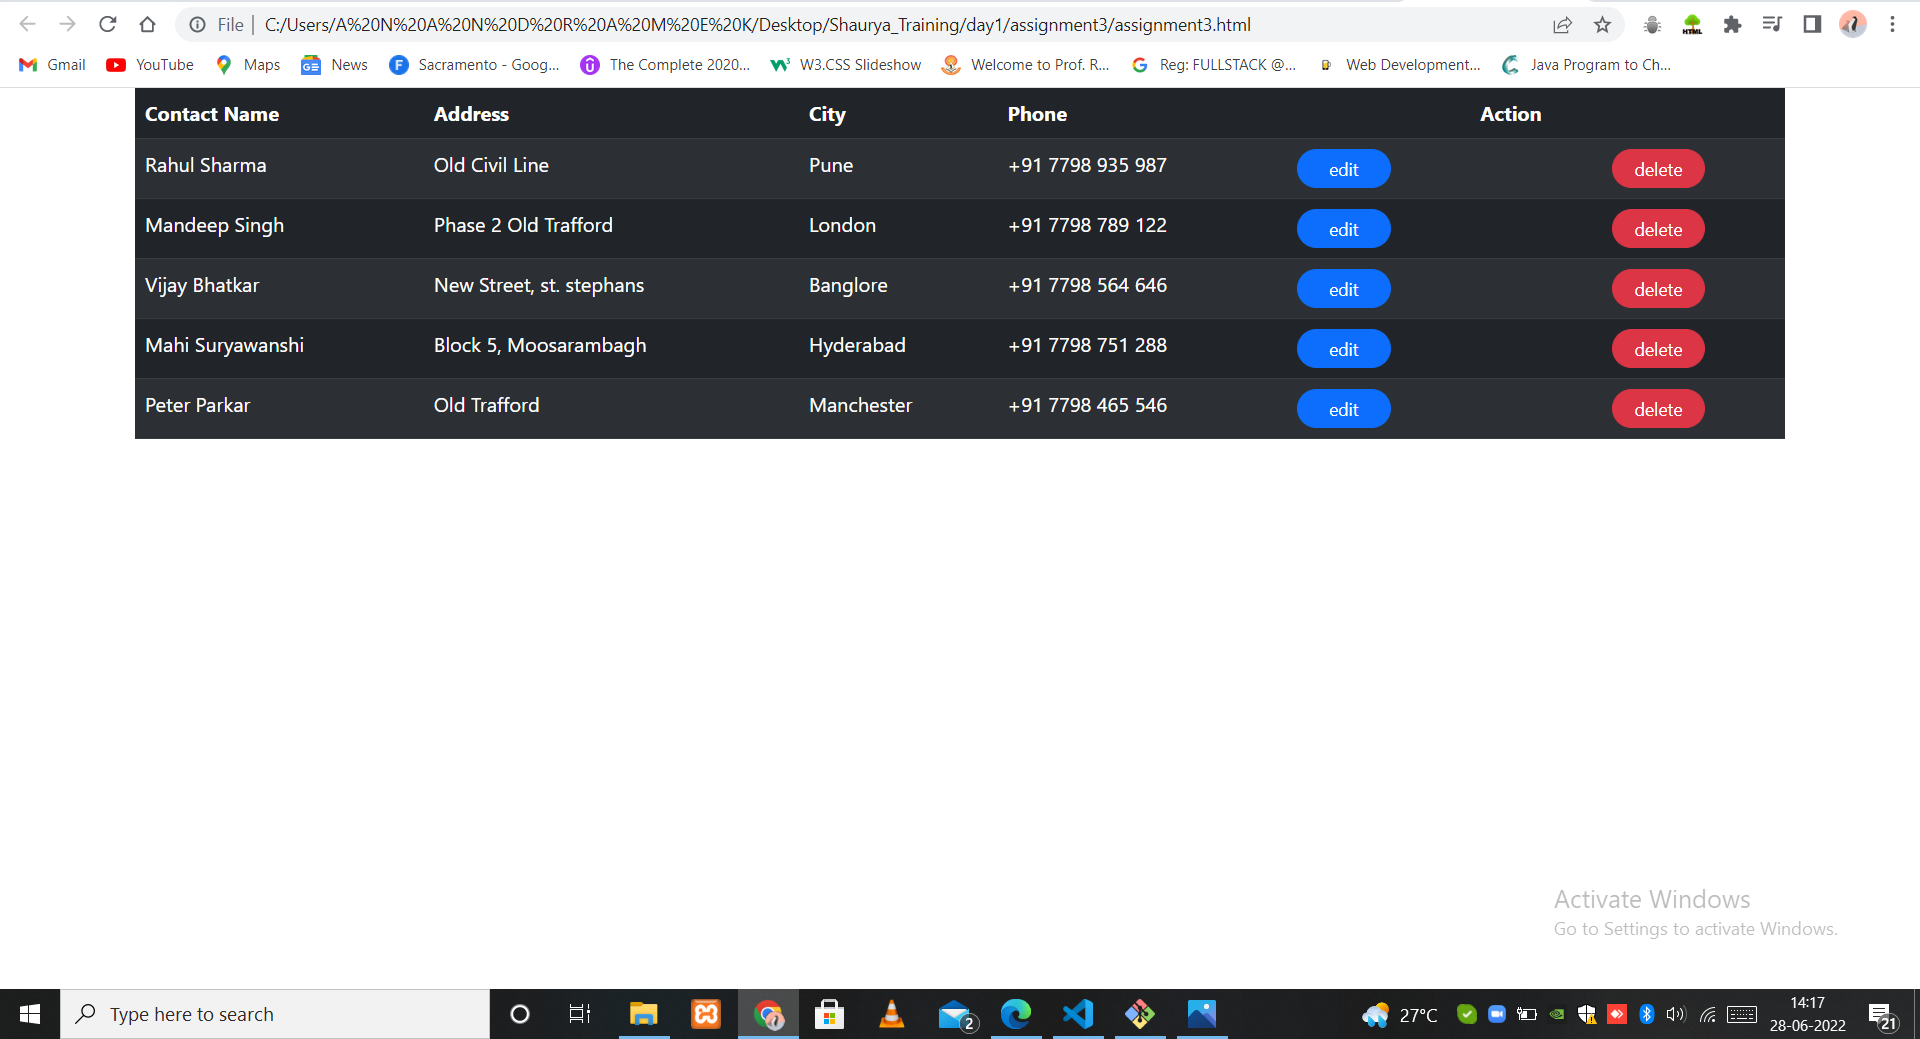 File | C:/Users/A%20N%20A%20N%20D%20R%20A%20M%20E%20K/Desktop/Shaurya_Training/day1/assignment3/assignment3.html
HTML
Gmail YouTube Maps News Sacramento - Goog... The Complete 2020... W3.CSS Slideshow Welcome to Prof. R... Reg: FULLSTACK @... Web Development... Java Program to Ch...
Contact Name Address City Phone Action
Rahul Sharma Old Civil Line Pune +91 7798 935 987 edit delete
Mandeep Singh Phase 2 Old Trafford London +91 7798 789 122 edit delete
Vijay Bhatkar New Street, st. stephans Banglore +91 7798 564 646 edit delete
Mahi Suryawanshi Block 5, Moosarambagh Hyderabad +91 7798 751 288 edit delete
Peter Parkar Old Trafford Manchester +91 7798 465 546 edit delete
Activate Windows
Go to Settings to activate Windows.
Type here to search 2 27°C 14:17
28-06-2022 21